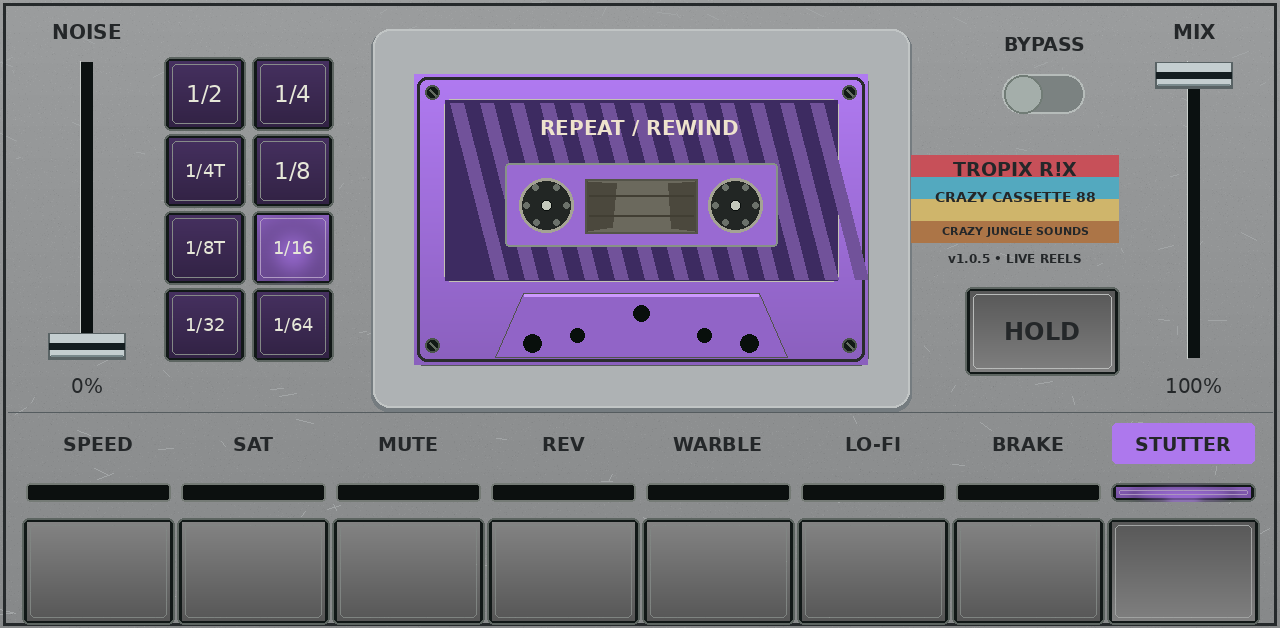 NOISE
1/2
1/4
1/4T
1/8
1/8T
1/16
1/32
1/64
0%
REPEAT / REWIND
BYPASS
MIX
TROPIX R!X
CRAZY CASSETTE 88
CRAZY JUNGLE SOUNDS
v1.0.5 • LIVE REELS
HOLD
100%
SPEED
SAT
MUTE
REV
WARBLE
LO-FI
BRAKE
STUTTER